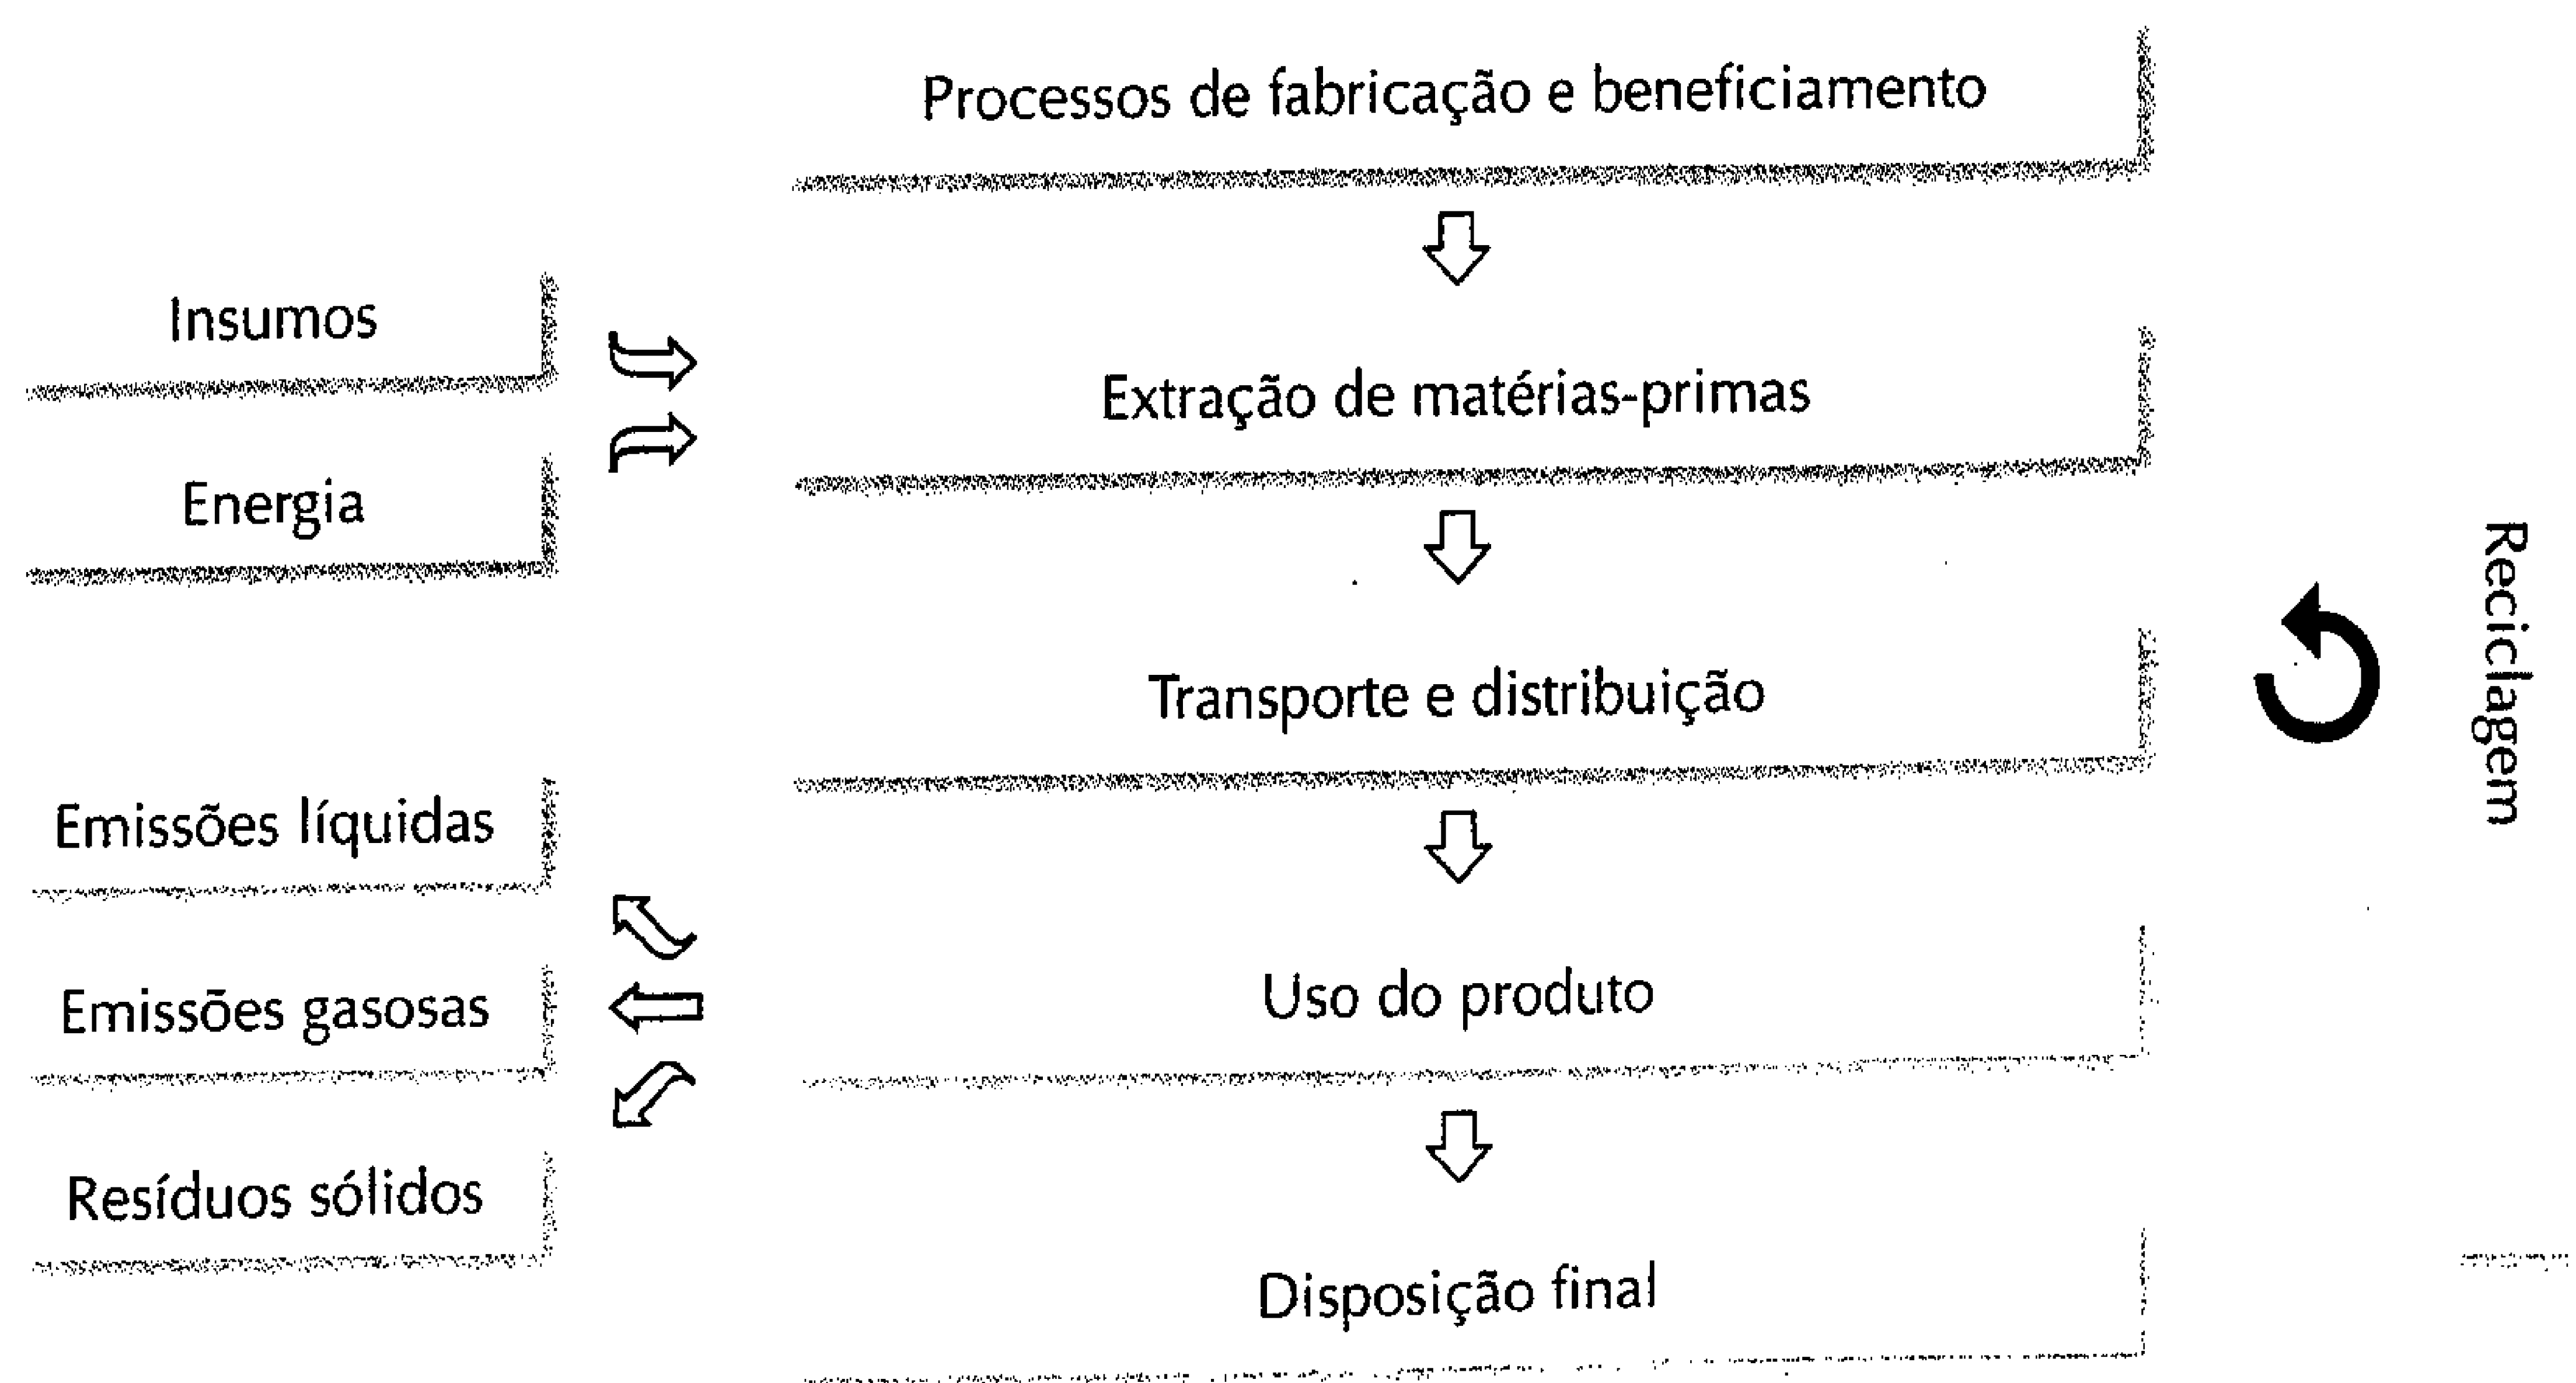 Processos de fabricação e beneficiamento
Insumos
Extração de matérias-primas
Energia
Transporte e distribuição
Reciclagem
Emissões líquidas
Uso do produto
Emissões gasosas
Resíduos sólidos
Disposição final